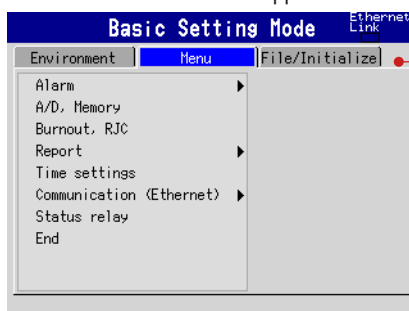 Basic Setting Mode Ethernet
Link
Environment Menu File/Initialize
Alarm
A/D, Memory
Burnout, RJC
Report
Time settings
Communication (Ethernet)
Status relay
End